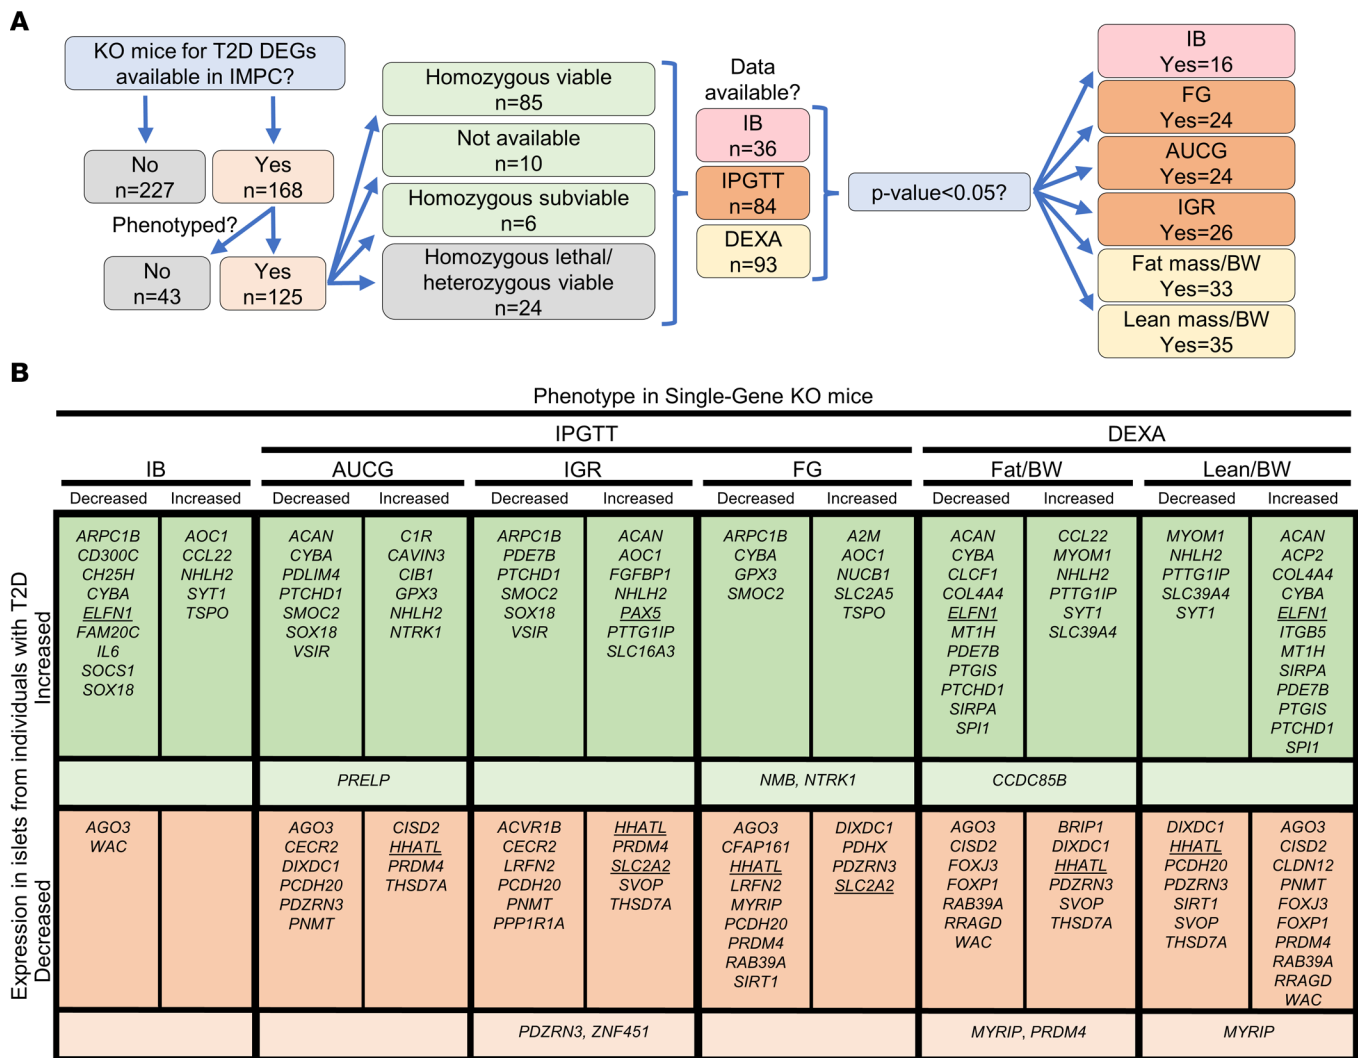 A
KO mice for T2D DEGs
available in IMPC?
No
n=227
Yes
n=168
Phenotyped?
No
n=43
Yes
n=125
Homozygous viable
n=85
Not available
n=10
Homozygous subviable
n=6
Homozygous lethal/
heterozygous viable
n=24
Data
available?
IB
n=36
IPGTT
n=84
DEXA
n=93
p-value<0.05?
IB
Yes=16
FG
Yes=24
AUCG
Yes=24
IGR
Yes=26
Fat mass/BW
Yes=33
Lean mass/BW
Yes=35
B
Phenotype in Single-Gene KO mice
IPGTT
DEXA
IB
AUCG
IGR
FG
Fat/BW
Lean/BW
Decreased
Increased
Decreased
Increased
Decreased
Increased
Decreased
Increased
Decreased
Increased
Decreased
Increased
Expression in islets from individuals with T2D
Increased
ARPC1B
CD300C
CH25H
CYBA
ELFN1
FAM20C
IL6
SOCS1
SOX18
AOC1
CCL22
NHLH2
SYT1
TSPO
ACAN
CYBA
PDLIM4
PTCHD1
SMOC2
SOX18
VSIR
C1R
CAVIN3
CIB1
GPX3
NHLH2
NTRK1
ARPC1B
PDE7B
PTCHD1
SMOC2
SOX18
VSIR
ACAN
AOC1
FGFBP1
NHLH2
PAX5
PTTG1IP
SLC16A3
ARPC1B
CYBA
GPX3
SMOC2
A2M
AOC1
NUCB1
SLC2A5
TSPO
ACAN
CYBA
CLCF1
COL4A4
ELFN1
MT1H
PDE7B
PTGIS
PTCHD1
SIRPA
SPI1
CCL22
MYOM1
NHLH2
PTTG1IP
SYT1
SLC39A4
MYOM1
NHLH2
PTTG1IP
SLC39A4
SYT1
ACAN
ACP2
COL4A4
CYBA
ELFN1
ITGB5
MT1H
SIRPA
PDE7B
PTGIS
PTCHD1
SPI1
PRELP
NMB, NTRK1
CCDC85B
Decreased
AGO3
WAC
AGO3
CECR2
DIXDC1
PCDH20
PDZRN3
PNMT
CISD2
HHATL
PRDM4
THSD7A
ACVR1B
CECR2
LRFN2
PCDH20
PNMT
PPP1R1A
HHATL
PRDM4
SLC2A2
SVOP
THSD7A
AGO3
CFAP161
HHATL
LRFN2
MYRIP
PCDH20
PRDM4
RAB39A
SIRT1
DIXDC1
PDHX
PDZRN3
SLC2A2
AGO3
CISD2
FOXJ3
FOXP1
RAB39A
RRAGD
WAC
BRIP1
DIXDC1
HHATL
PDZRN3
SVOP
THSD7A
DIXDC1
HHATL
PCDH20
PDZRN3
SIRT1
SVOP
THSD7A
AGO3
CISD2
CLDN12
PNMT
FOXJ3
FOXP1
PRDM4
RAB39A
RRAGD
WAC
PDZRN3, ZNF451
MYRIP, PRDM4
MYRIP